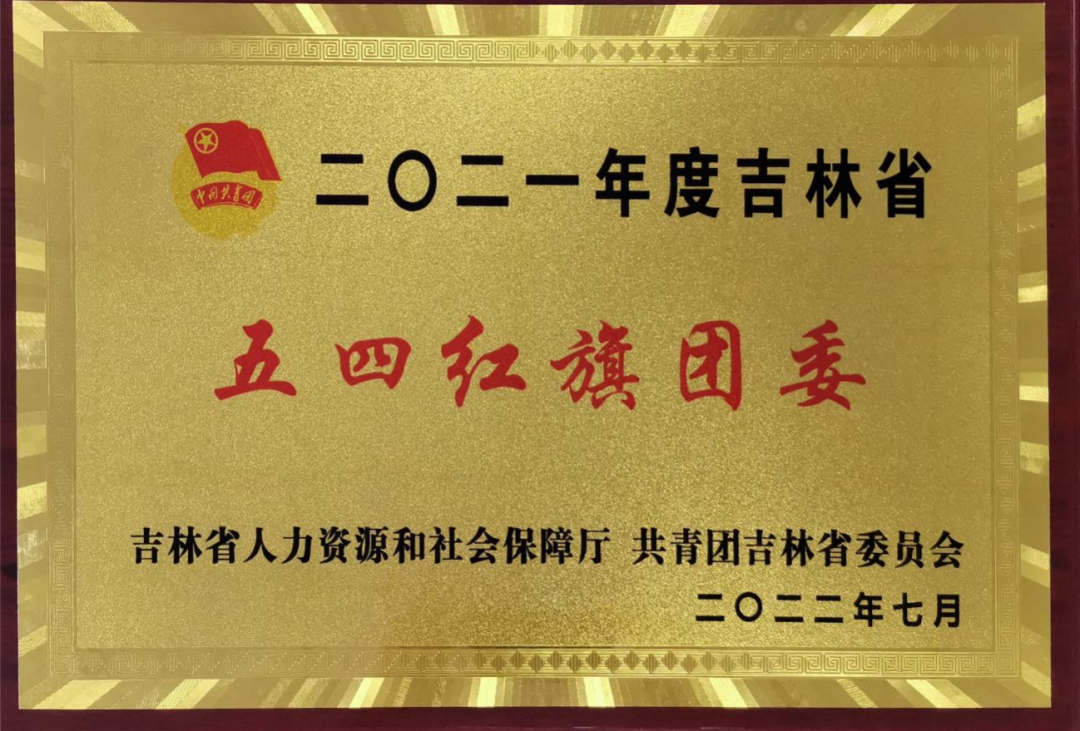 中国共青团
二〇二一年度吉林省
五四红旗团委
吉林省人力资源和社会保障厅 共青团吉林省委员会
二〇二二年七月